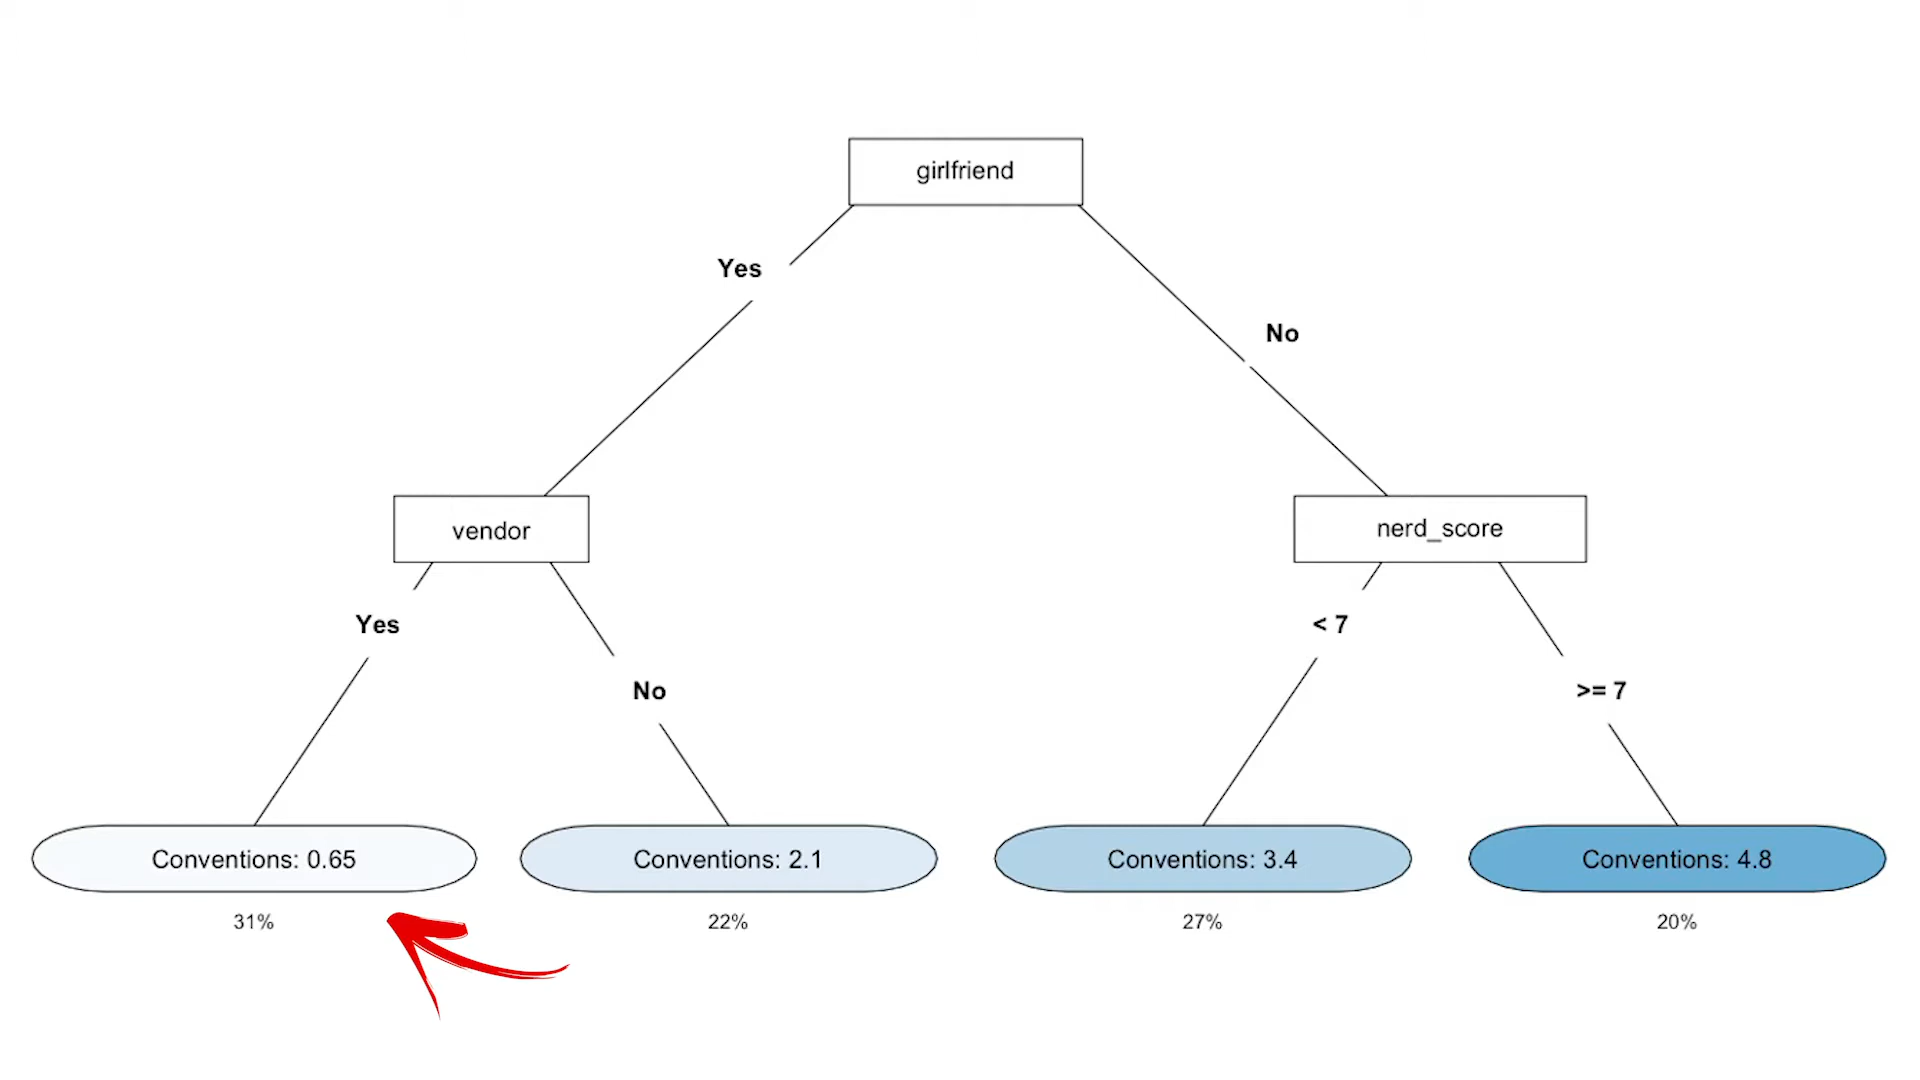 girlfriend
Yes
No
vendor
nerd_score
Yes
No
< 7
>= 7
Conventions: 0.65
Conventions: 2.1
Conventions: 3.4
Conventions: 4.8
31%
22%
27%
20%